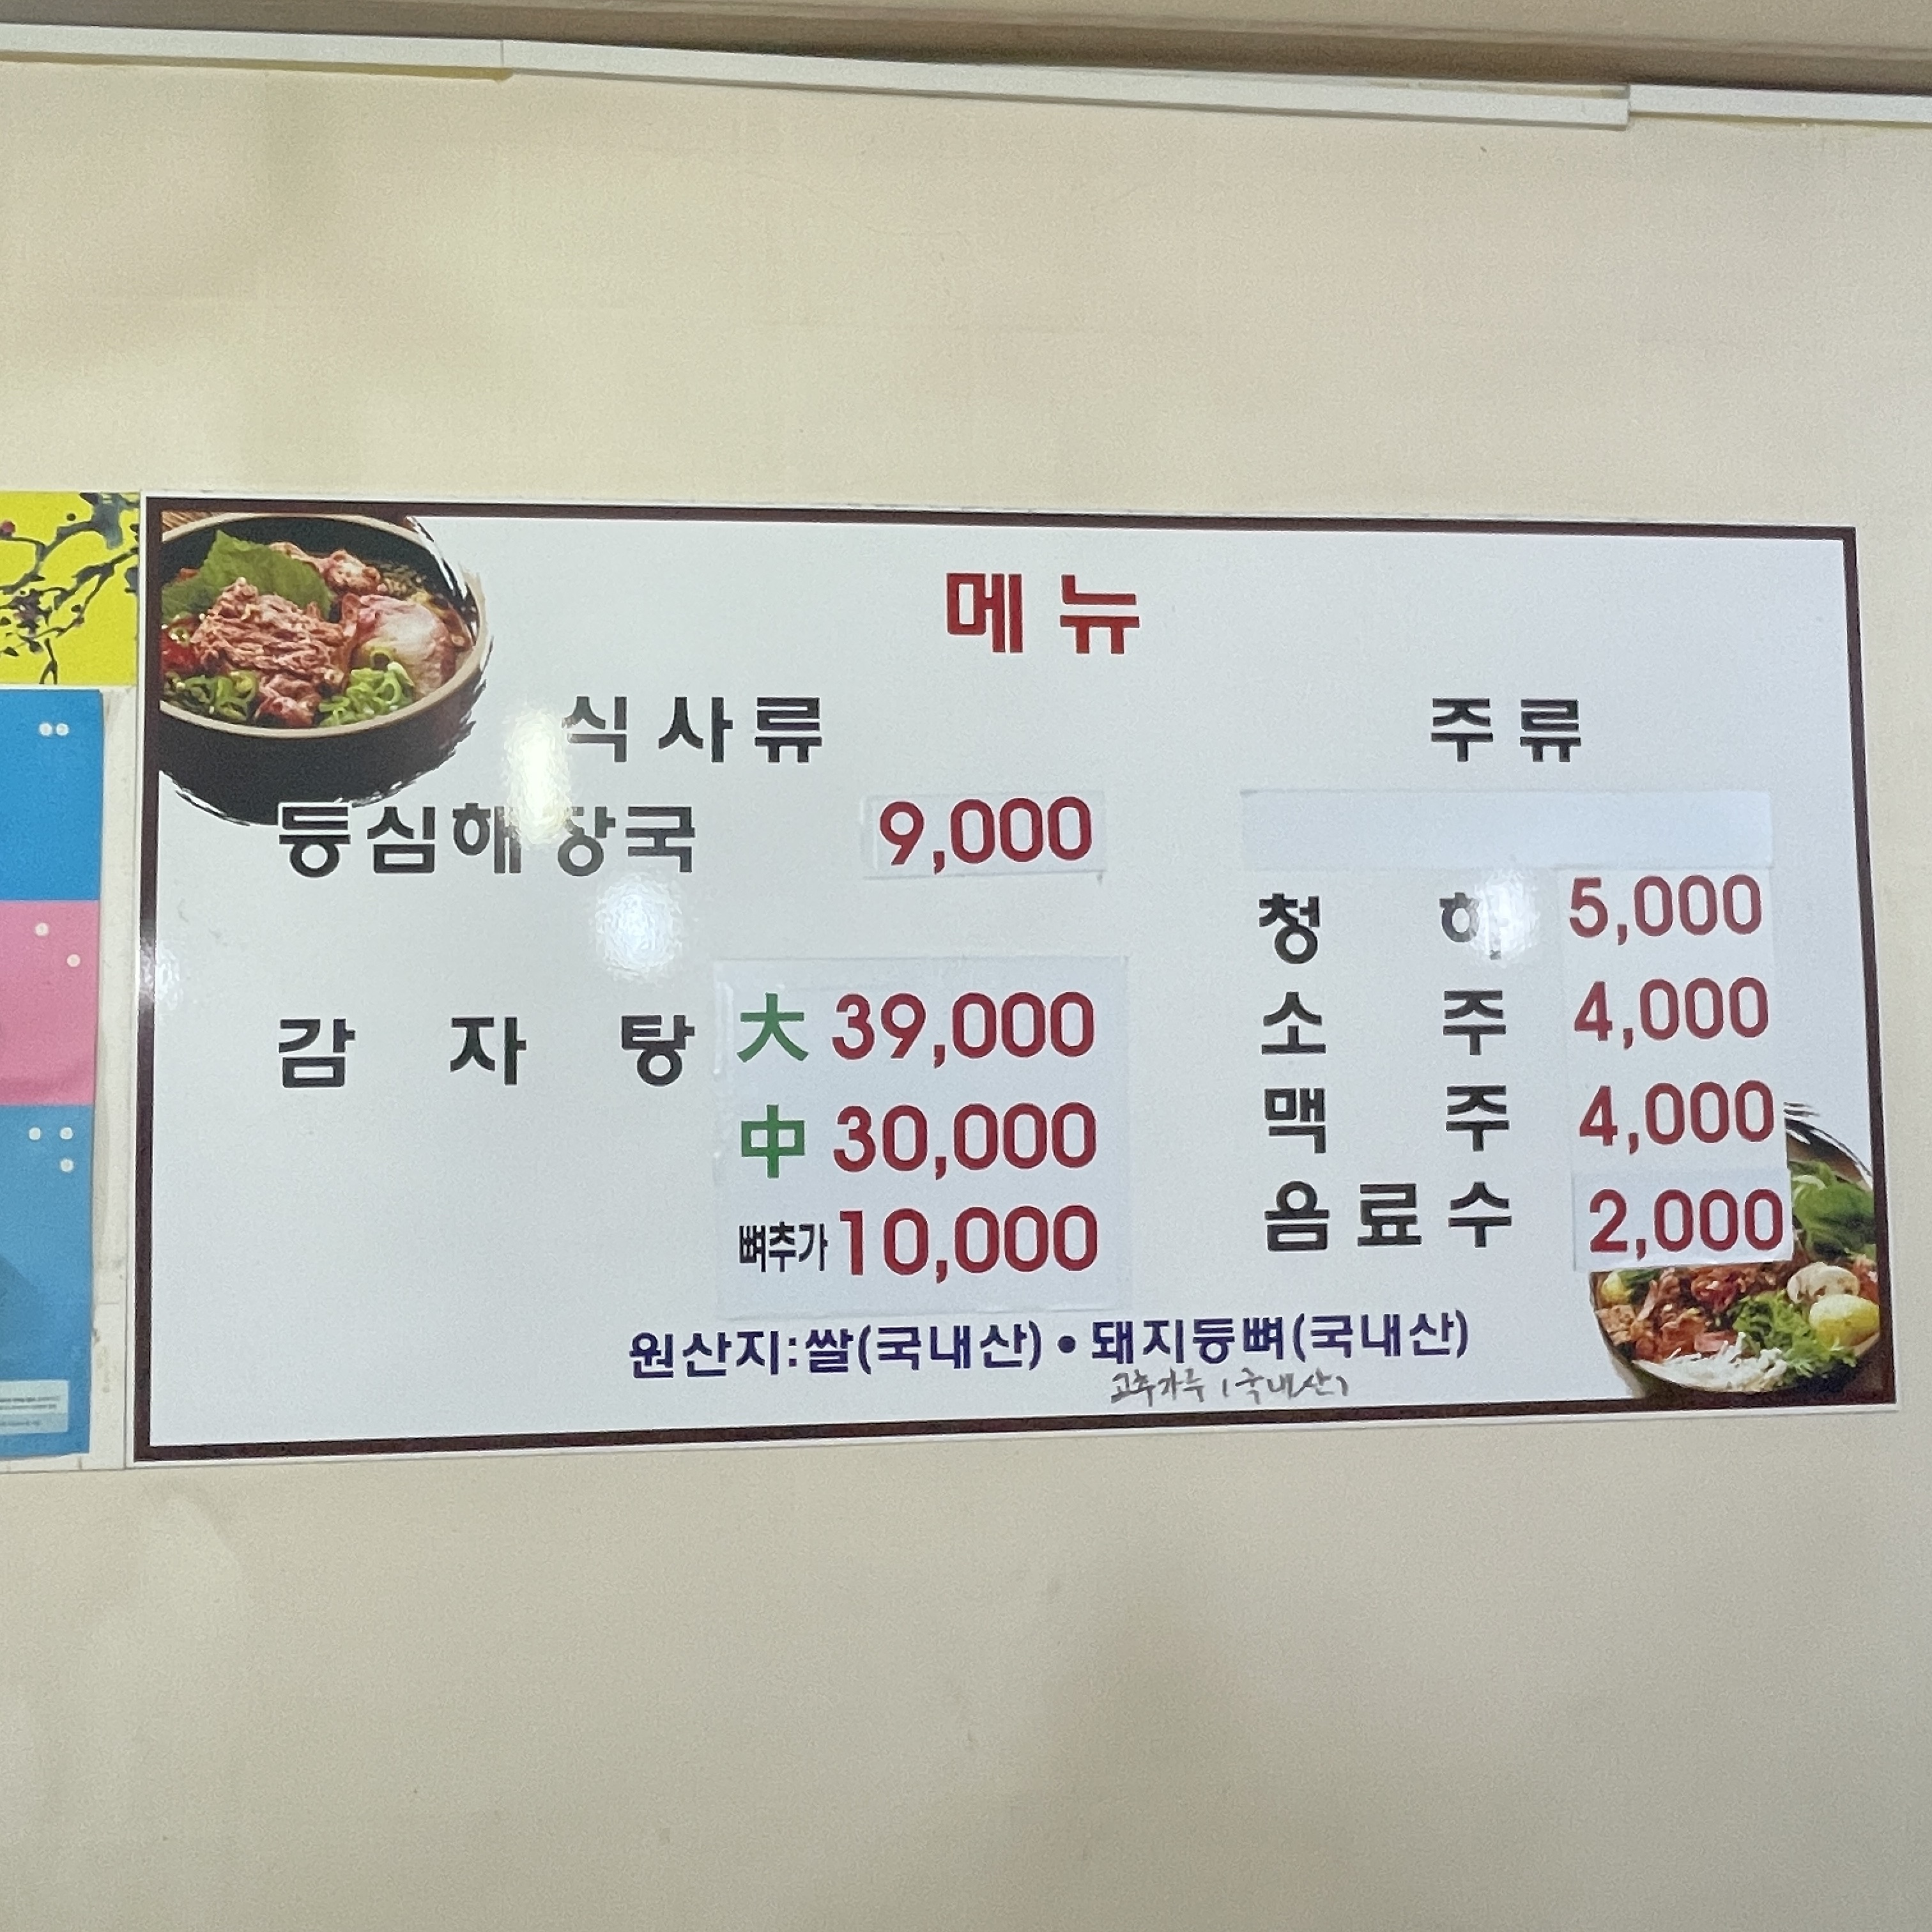 메뉴
식사류
등심해장국 9,000
감자탕 大 39,000
中 30,000
뼈추가 10,000
주류
청하 5,000
소주 4,000
맥주 4,000
음료수 2,000
원산지:쌀(국내산)•돼지등뼈(국내산)
고추가루(국내산)